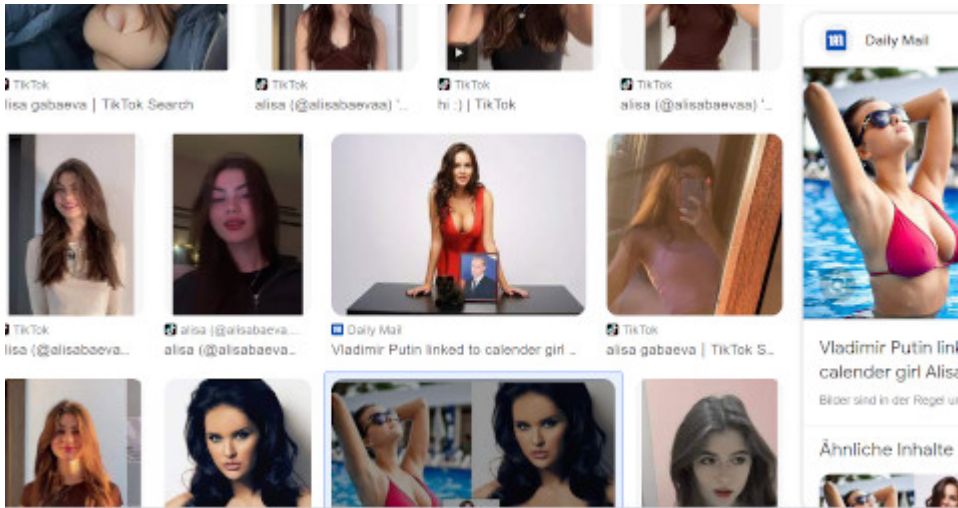 TikTok
lisa gabaeva | TikTok Search
TikTok
alisa (@alisabaevaa) '...
TikTok
hi :) | TikTok
TikTok
alisa (@alisabaevaa) '...
Daily Mail
TikTok
lisa (@alisabaeva...
alisa (@alisabaeva....
alisa (@alisabaeva...
Daily Mail
Vladimir Putin linked to calender girl ...
TikTok
alisa gabaeva | TikTok S...
Vladimir Putin link
calender girl Alisa
Bilder sind in der Regel ur
Ähnliche Inhalte